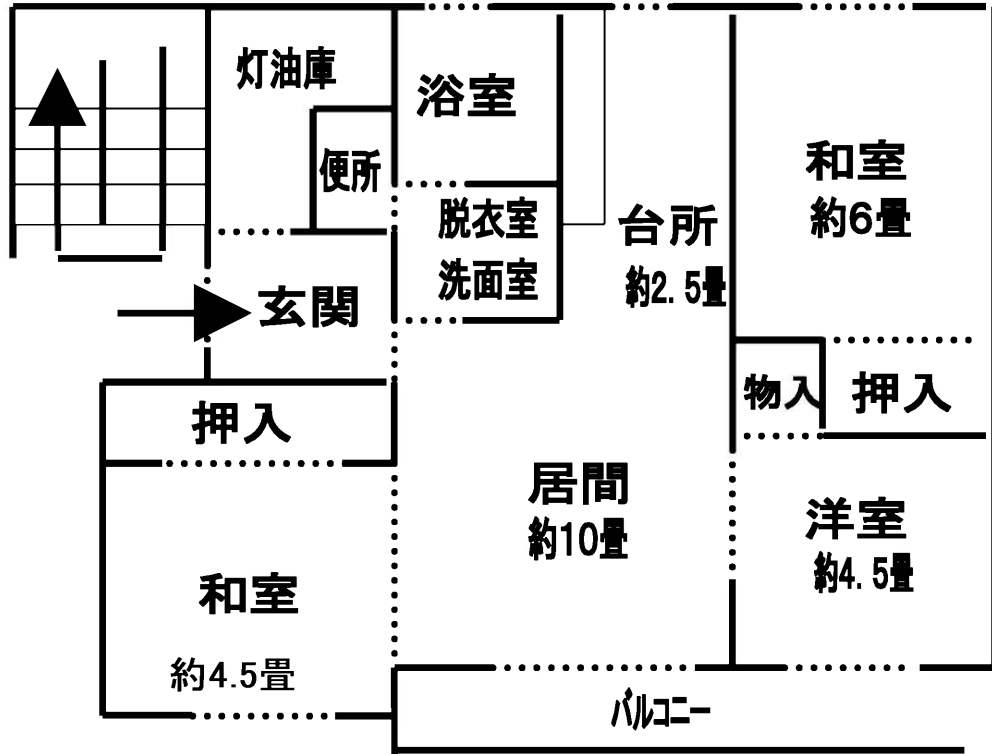 灯油庫
浴室
便所
和室
約6畳
脱衣室
洗面室
台所
約2.5畳
玄関
押入
物入
押入
居間
約10畳
洋室
約4.5畳
和室
約4.5畳
バルコニー